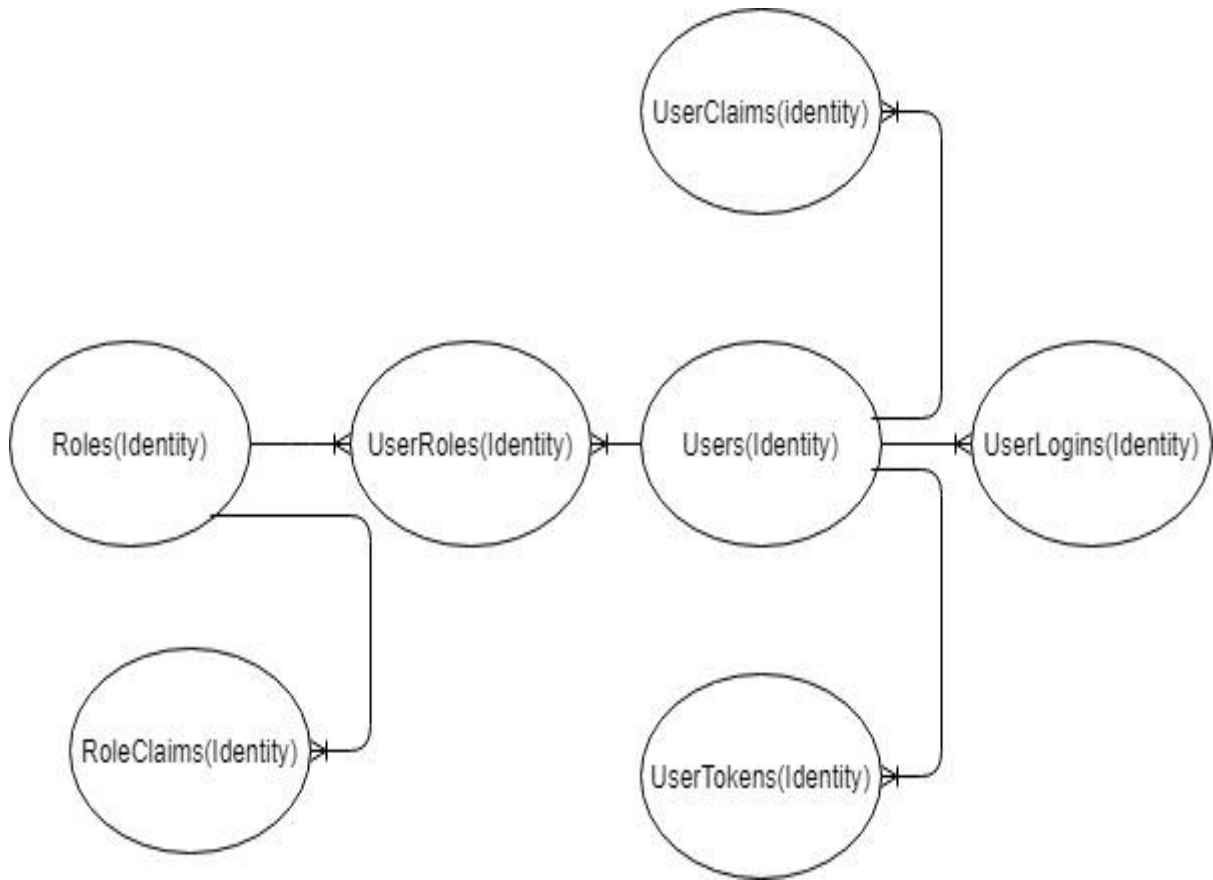 UserClaims(identity)
Roles(Identity)
UserRoles(Identity)
Users(Identity)
UserLogins(Identity)
RoleClaims(Identity)
UserTokens(Identity)